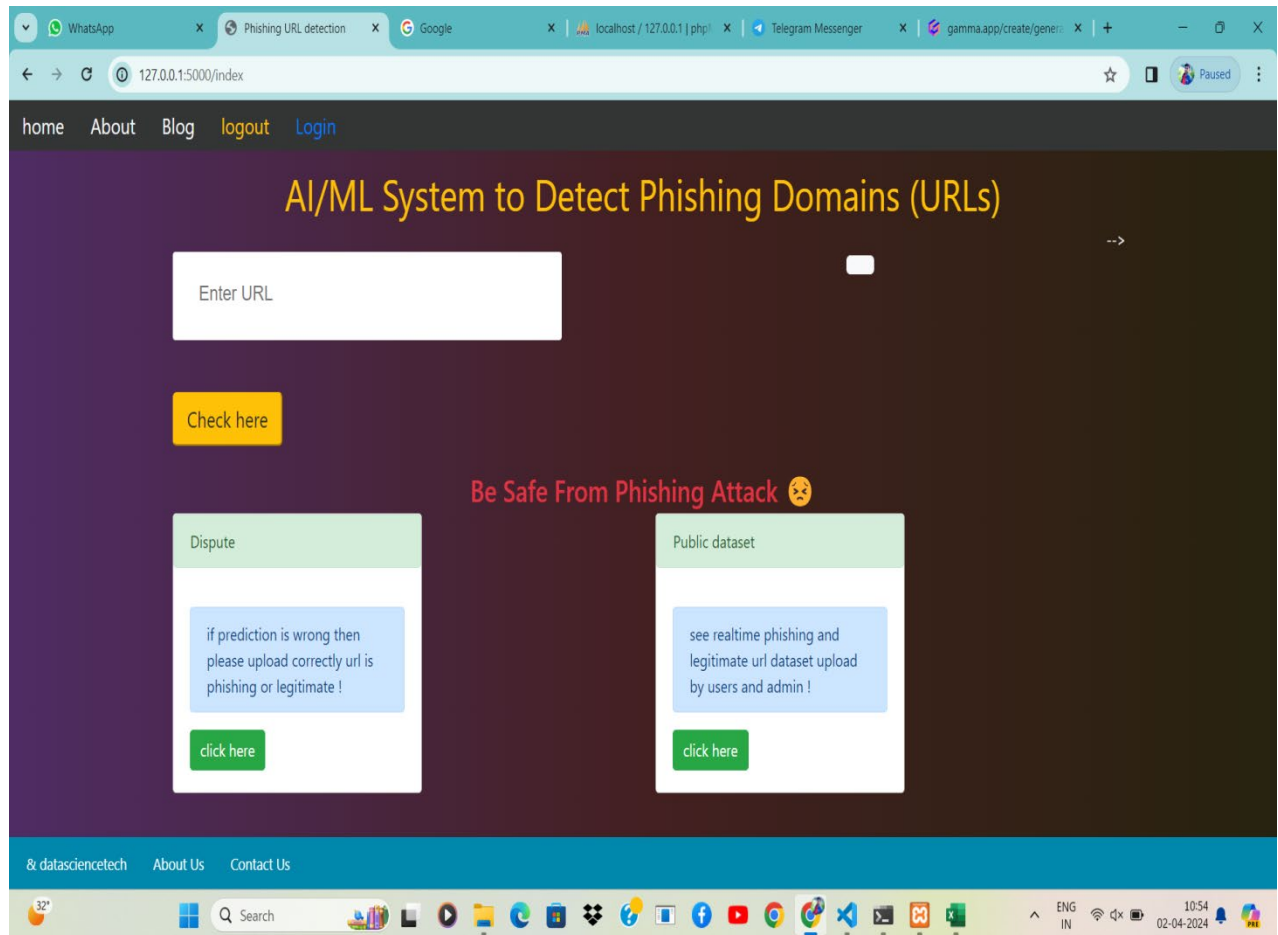 WhatsApp
Phishing URL detection
Google
localhost / 127.0.0.1 | php
Telegram Messenger
gamma.app/create/genera
127.0.0.1:5000/index
Paused
home About Blog logout Login
AI/ML System to Detect Phishing Domains (URLs)
-->
Enter URL
Check here
Be Safe From Phishing Attack
Dispute
if prediction is wrong then
please upload correctly url is
phishing or legitimate !
click here
Public dataset
see realtime phishing and
legitimate url dataset upload
by users and admin !
click here
& datasciencetech About Us Contact Us
32°
Search
ENG
IN
10:54
02-04-2024
PRE